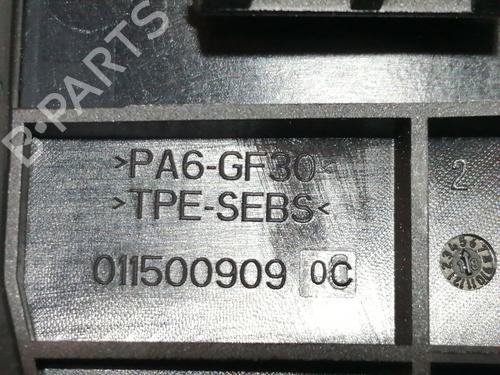 B-PARTS
>PA6-GF30<
>TPE-SEBS<
011500909 0C
2